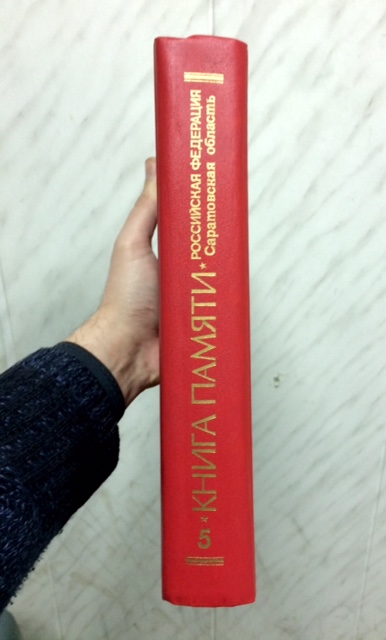 5 * КНИГА ПАМЯТИ *
РОССИЙСКАЯ ФЕДЕРАЦИЯ
Саратовская область